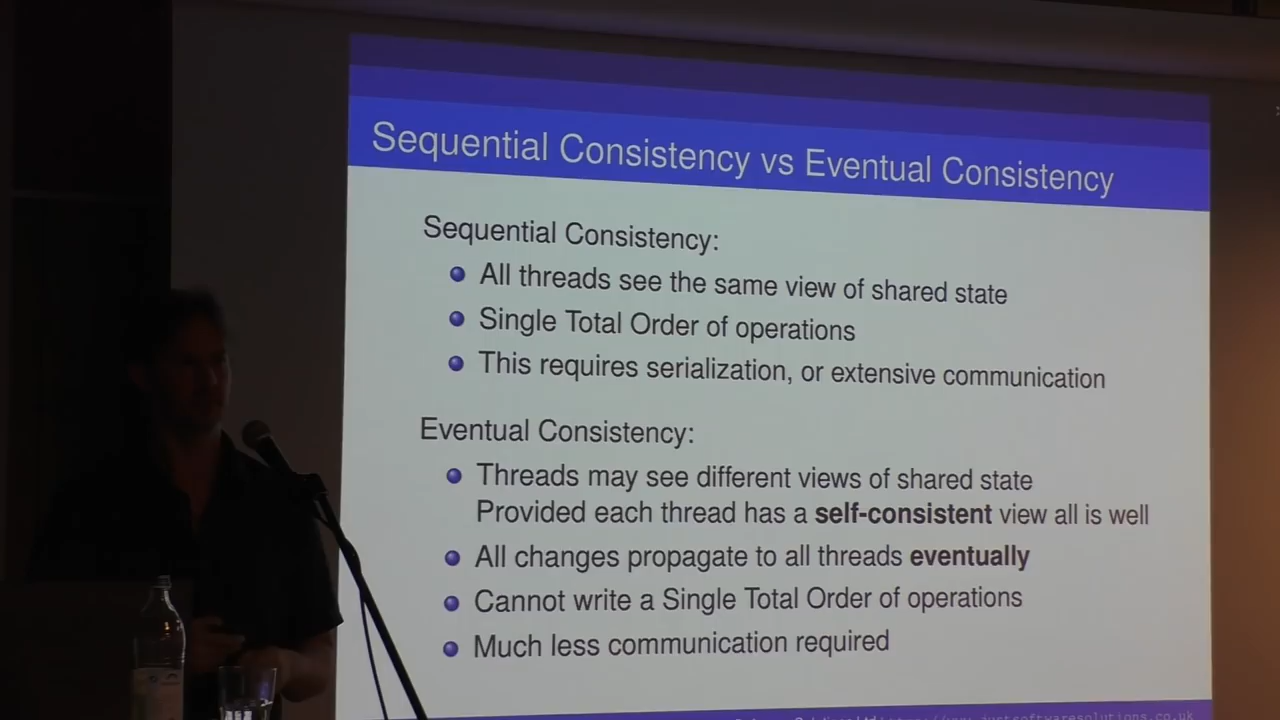 Sequential Consistency vs Eventual Consistency
Sequential Consistency:
All threads see the same view of shared state
Single Total Order of operations
This requires serialization, or extensive communication
Eventual Consistency:
Threads may see different views of shared state
Provided each thread has a self-consistent view all is well
All changes propagate to all threads eventually
Cannot write a Single Total Order of operations
Much less communication required